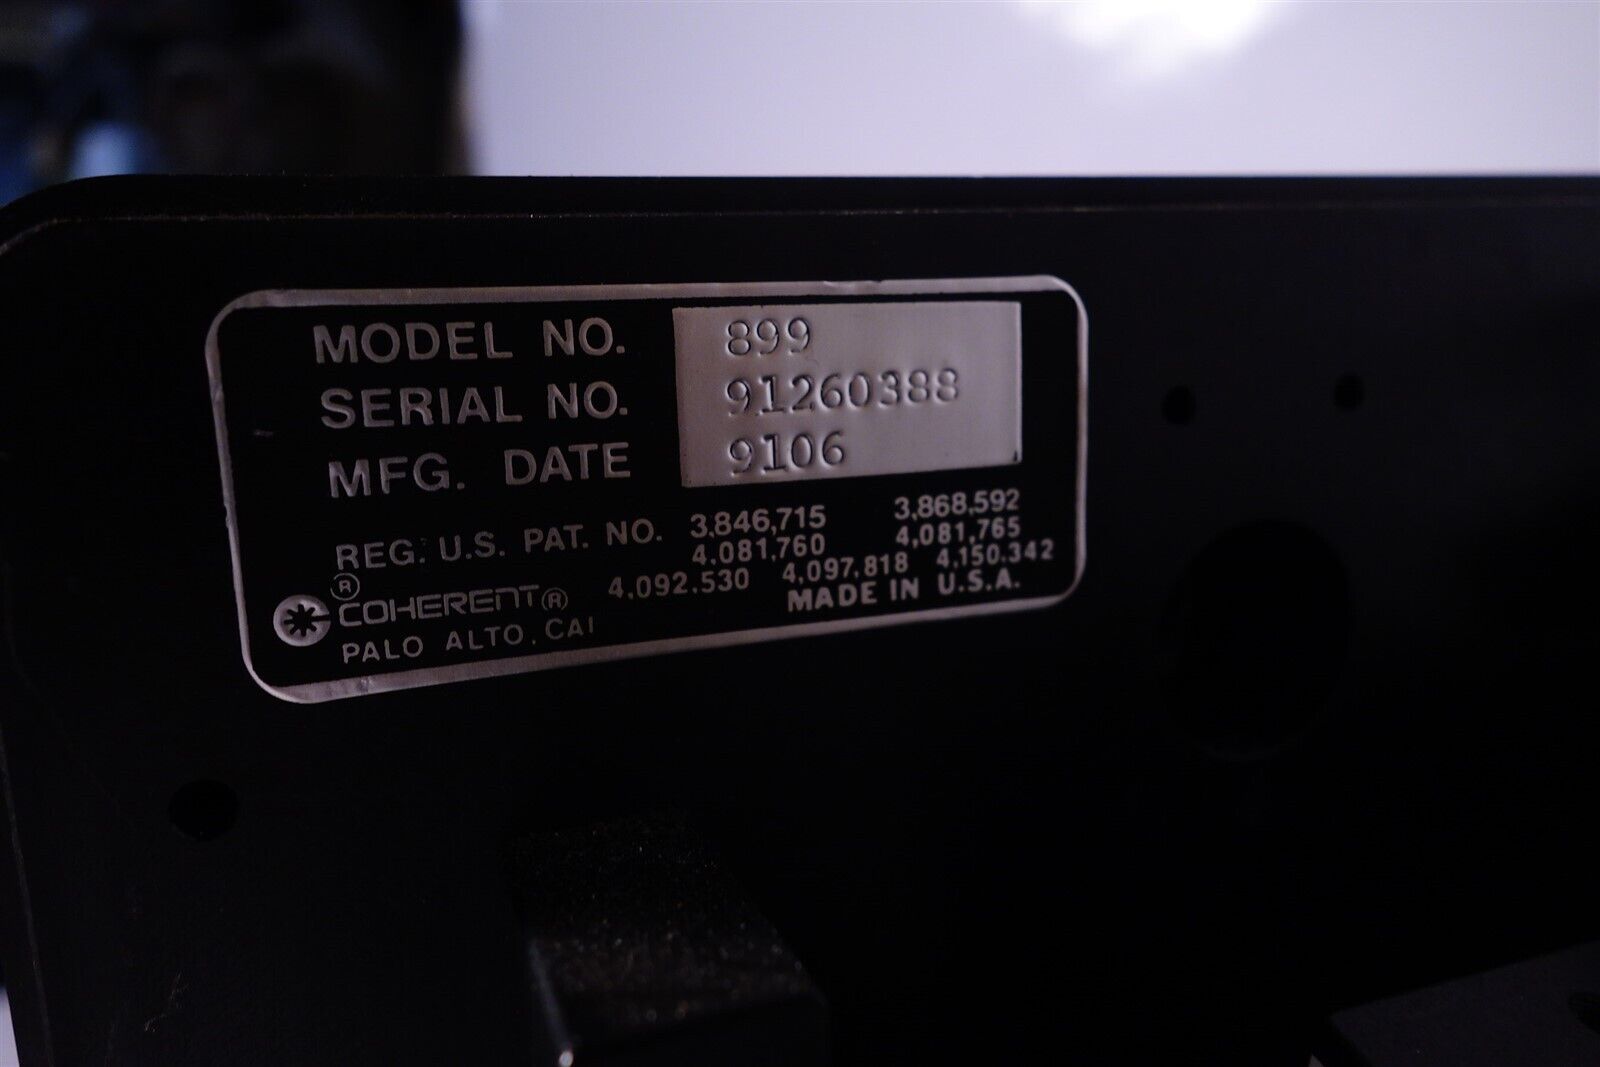 MODEL NO. 899
SERIAL NO. 91260388
MFG. DATE 9106
REG. U.S. PAT. NO. 3,846,715 3,868,592
4,081,760 4,081,765
4,092,530 4,097,818 4,150,342
® COHERENT® MADE IN U.S.A.
PALO ALTO, CAl